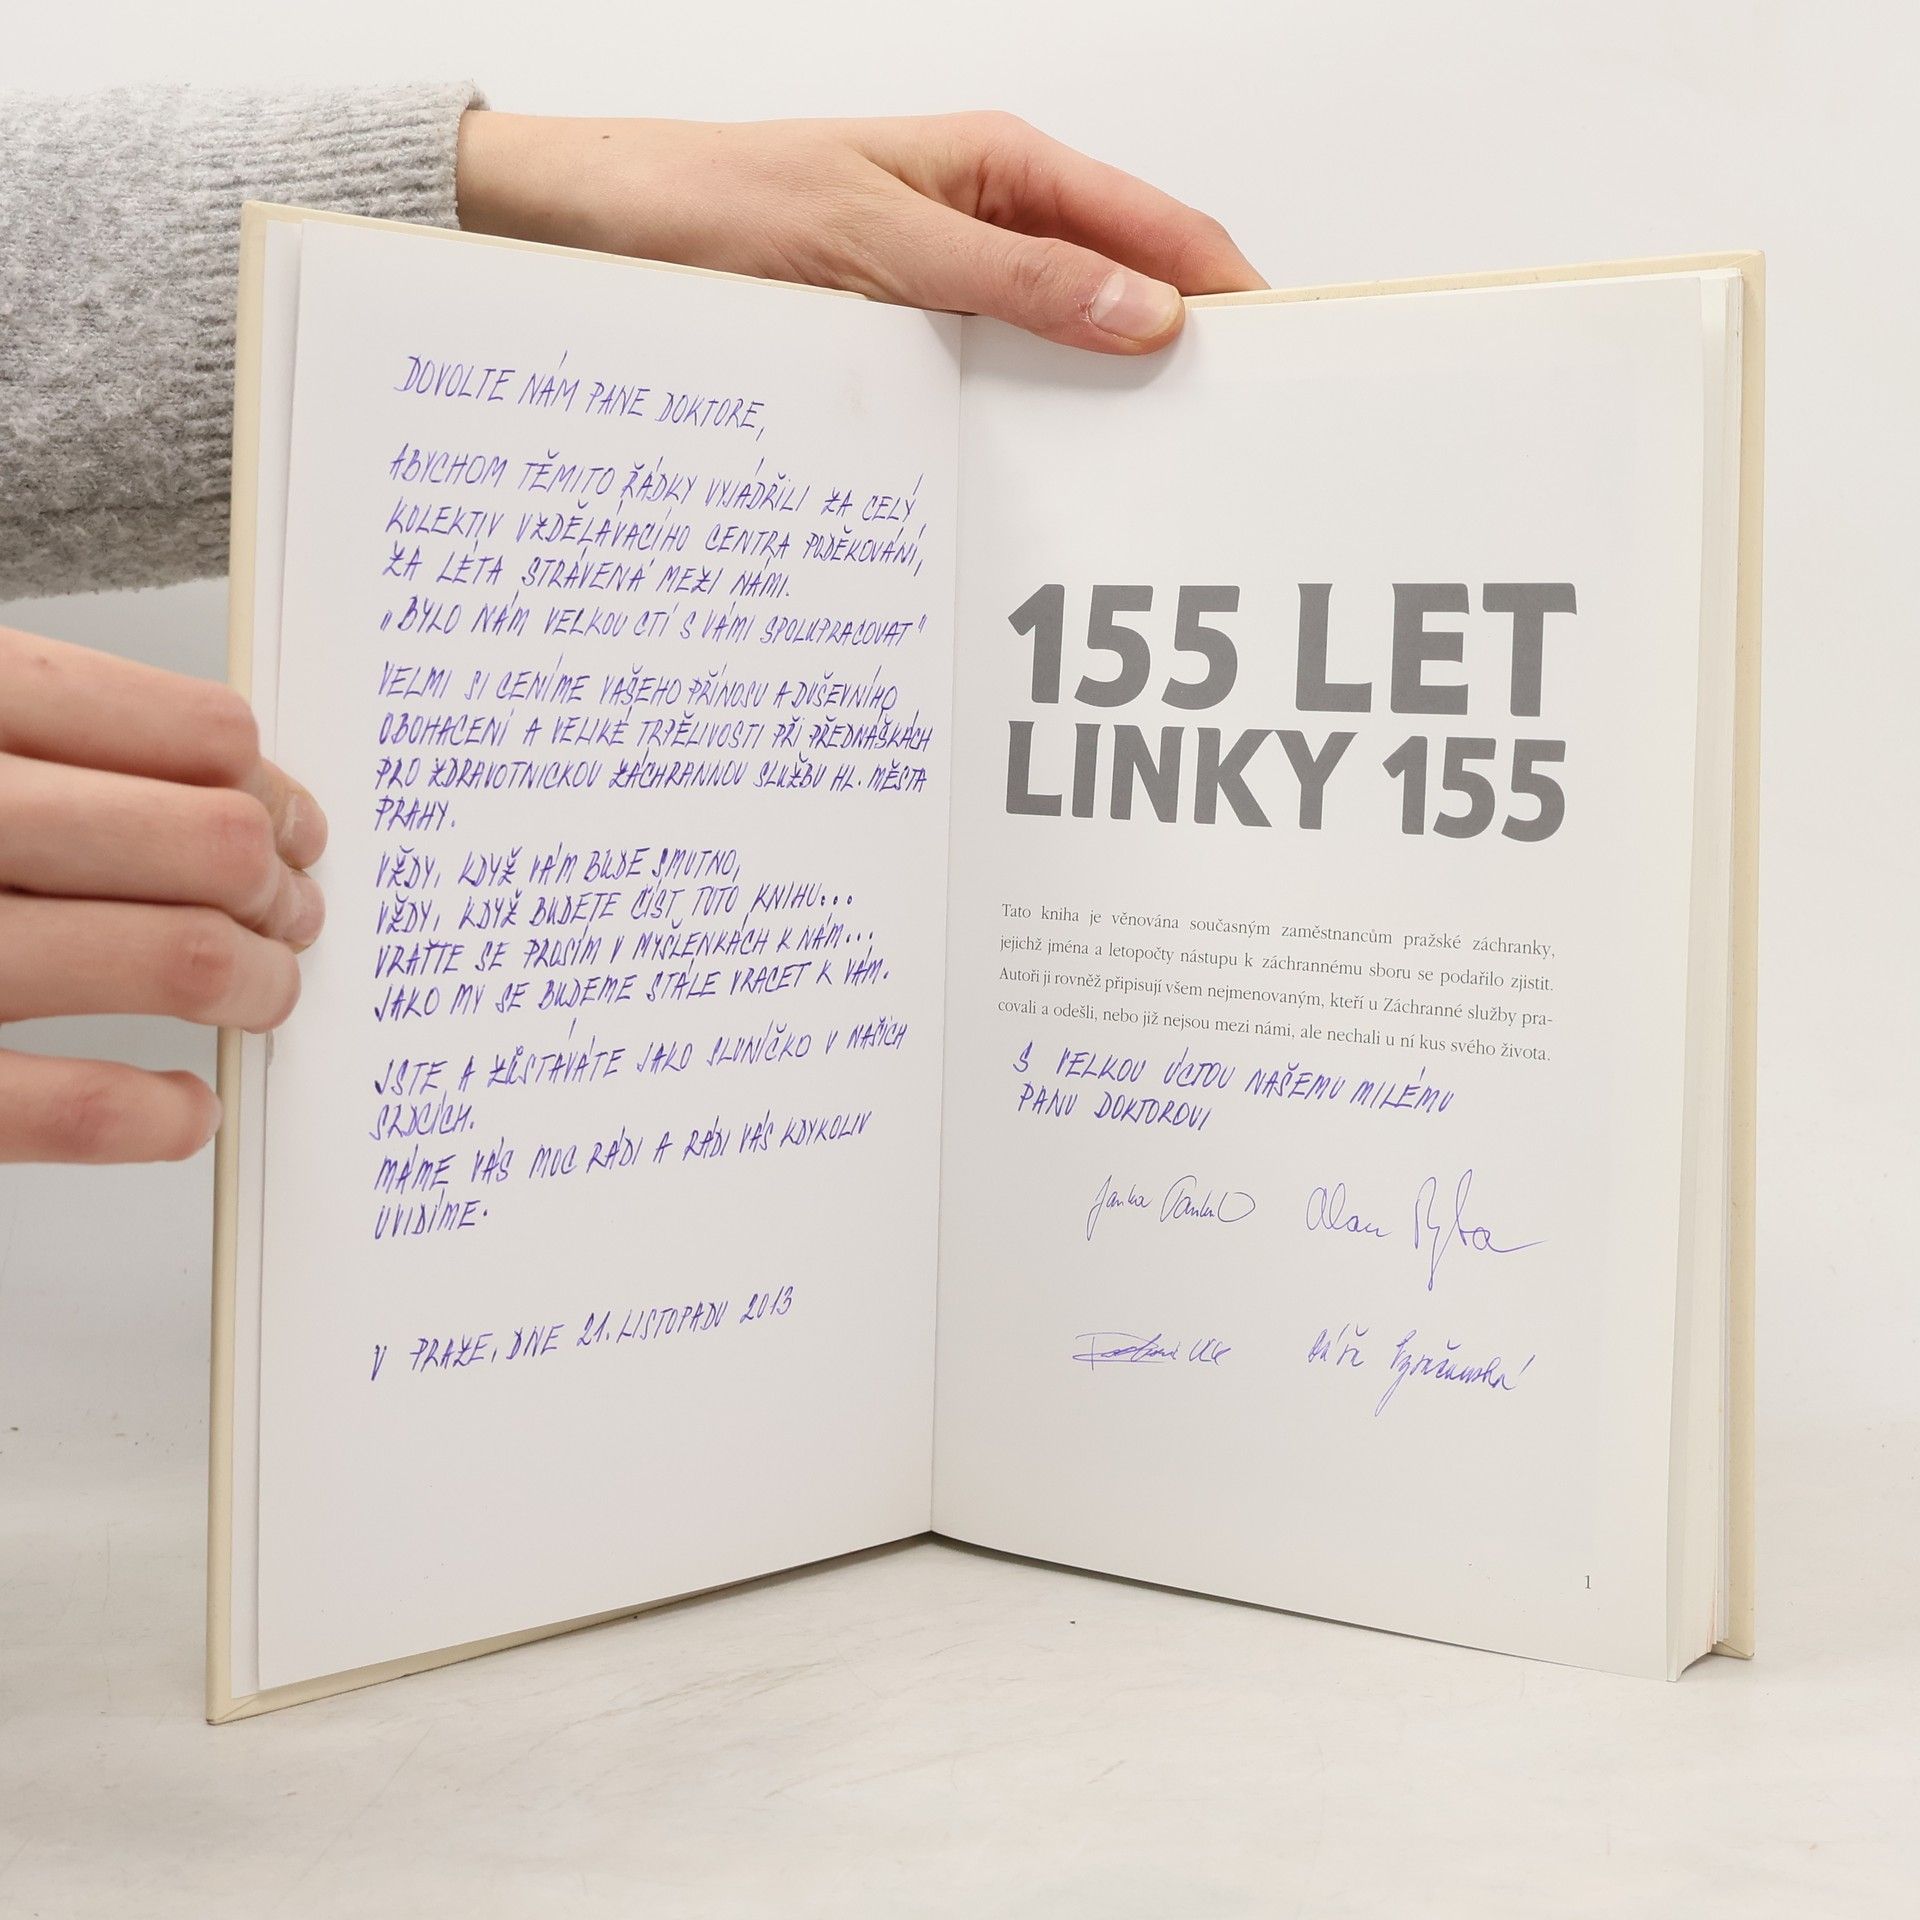 DOVOLTE NÁM PANE DOKTORE,
ABYCHOM TĚMITO ŘÁDKY VYJÁDŘILI ZA CELÝ
KOLEKTIV VZDĚLÁVACÍHO CENTRA PODĚKOVÁNÍ,
ZA LÉTA STRÁVENÁ MEZI NÁMI.
„BYLO NÁM VELKOU CTÍ S VÁMI SPOLUPRACOVAT"
VELMI SI CENÍME VAŠEHO PŘÍNOSU A DUŠEVNÍHO
OBOHACENÍ A VELIKÉ TRPĚLIVOSTI PŘI PŘEDNÁŠKÁCH
PRO ZDRAVOTNICKOU ZÁCHRANNOU SLUŽBU HL. MĚSTA
PRAHY.
VŽDY, KDYŽ VÁM BUDE SMUTNO,
VŽDY, KDYŽ BUDETE ČÍST TUTO KNIHU...
VRAŤTE SE PROSÍM V MYŠLENKÁCH K NÁM...
JAKO MY SE BUDEME STÁLE VRACET K VÁM.
JSTE A ZŮSTÁVÁTE JAKO SLUNÍČKO V NAŠICH
SRDCÍCH.
MÁME VÁS MOC RÁDI A RÁDI VÁS KDYKOLIV
UVIDÍME.
V PRAZE, DNE 21. LISTOPADU 2013
155 LET
LINKY 155
Tato kniha je věnována současným zaměstnancům pražské záchranky,
jejichž jména a letopočty nástupu k záchrannému sboru se podařilo zjistit.
Autoři ji rovněž připisují všem nejmenovaným, kteří u Záchranné služby pra-
covali a odešli, nebo již nejsou mezi námi, ale nechali u ní kus svého života.
S VELKOU ÚCTOU NAŠEMU MILÉMU
PANU DOKTOROVI
Janka
Alan Ryba
1